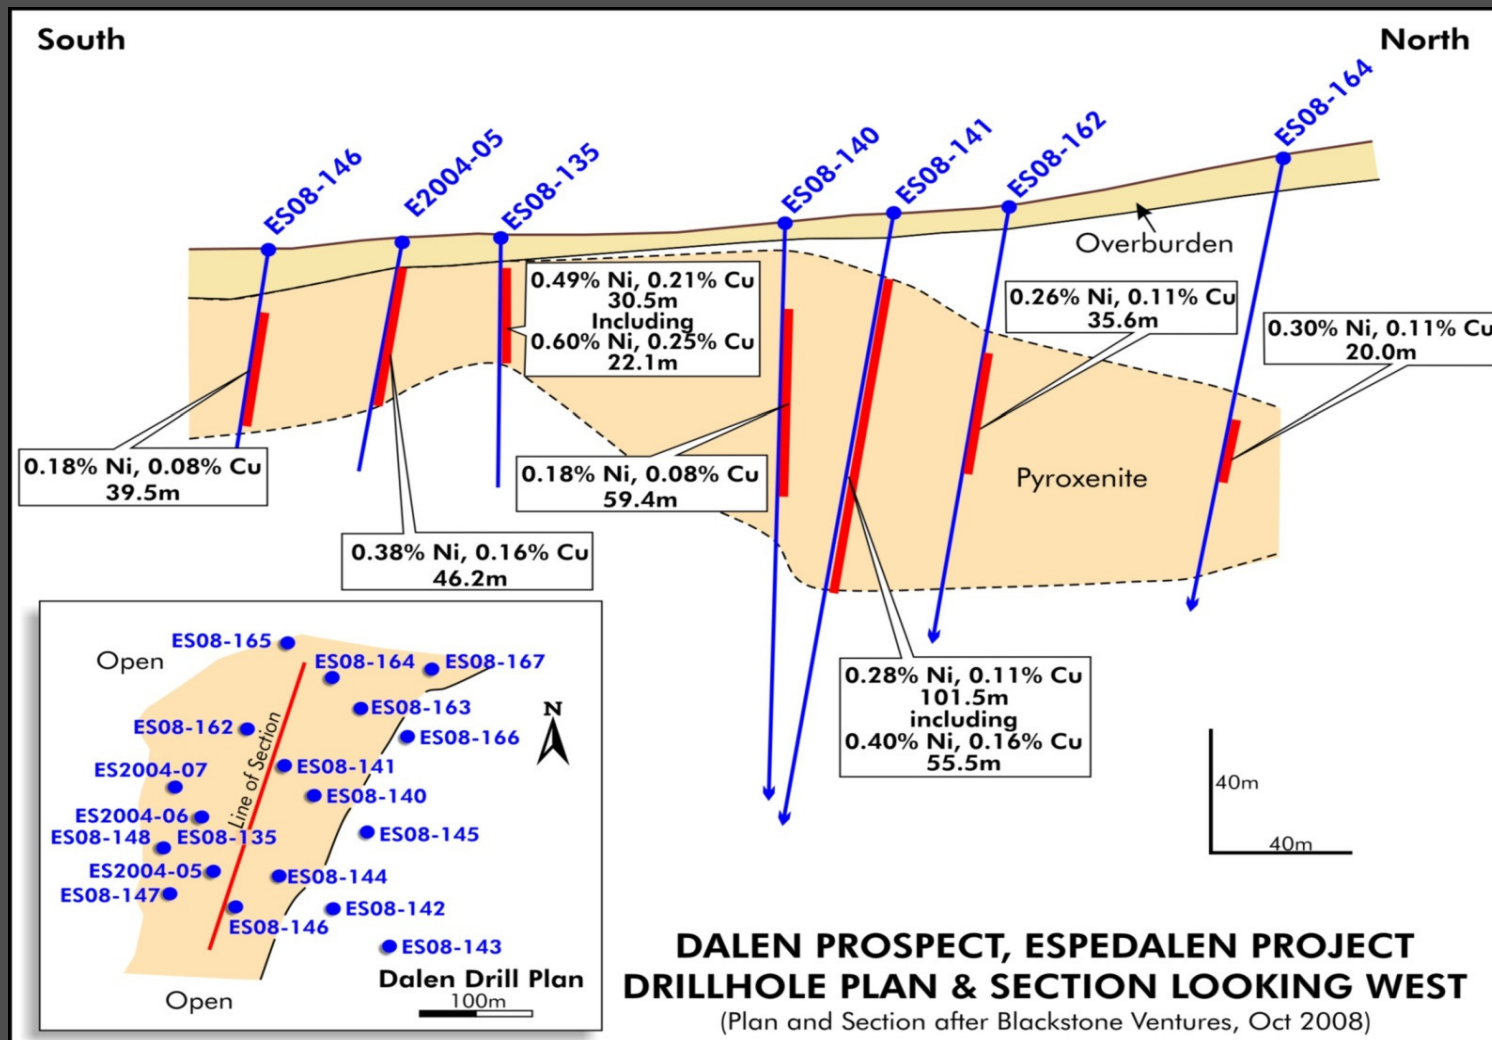 South
North
ES08-146
E2004-05
ES08-135
ES08-140
ES08-141
ES08-162
ES08-164
Overburden
0.49% Ni, 0.21% Cu
30.5m
Including
0.60% Ni, 0.25% Cu
22.1m
0.26% Ni, 0.11% Cu
35.6m
0.30% Ni, 0.11% Cu
20.0m
0.18% Ni, 0.08% Cu
39.5m
0.18% Ni, 0.08% Cu
59.4m
Pyroxenite
0.38% Ni, 0.16% Cu
46.2m
0.28% Ni, 0.11% Cu
101.5m
including
0.40% Ni, 0.16% Cu
55.5m
40m
40m
ES08-165
Open
ES08-164
ES08-167
ES08-163
N
ES08-162
ES08-166
Line of Section
ES08-141
ES2004-07
ES08-140
ES2004-06
ES08-148
ES08-135
ES08-145
ES2004-05
ES08-144
ES08-147
ES08-142
ES08-146
ES08-143
Dalen Drill Plan
Open
100m
DALEN PROSPECT, ESPEDALEN PROJECT
DRILLHOLE PLAN & SECTION LOOKING WEST
(Plan and Section after Blackstone Ventures, Oct 2008)